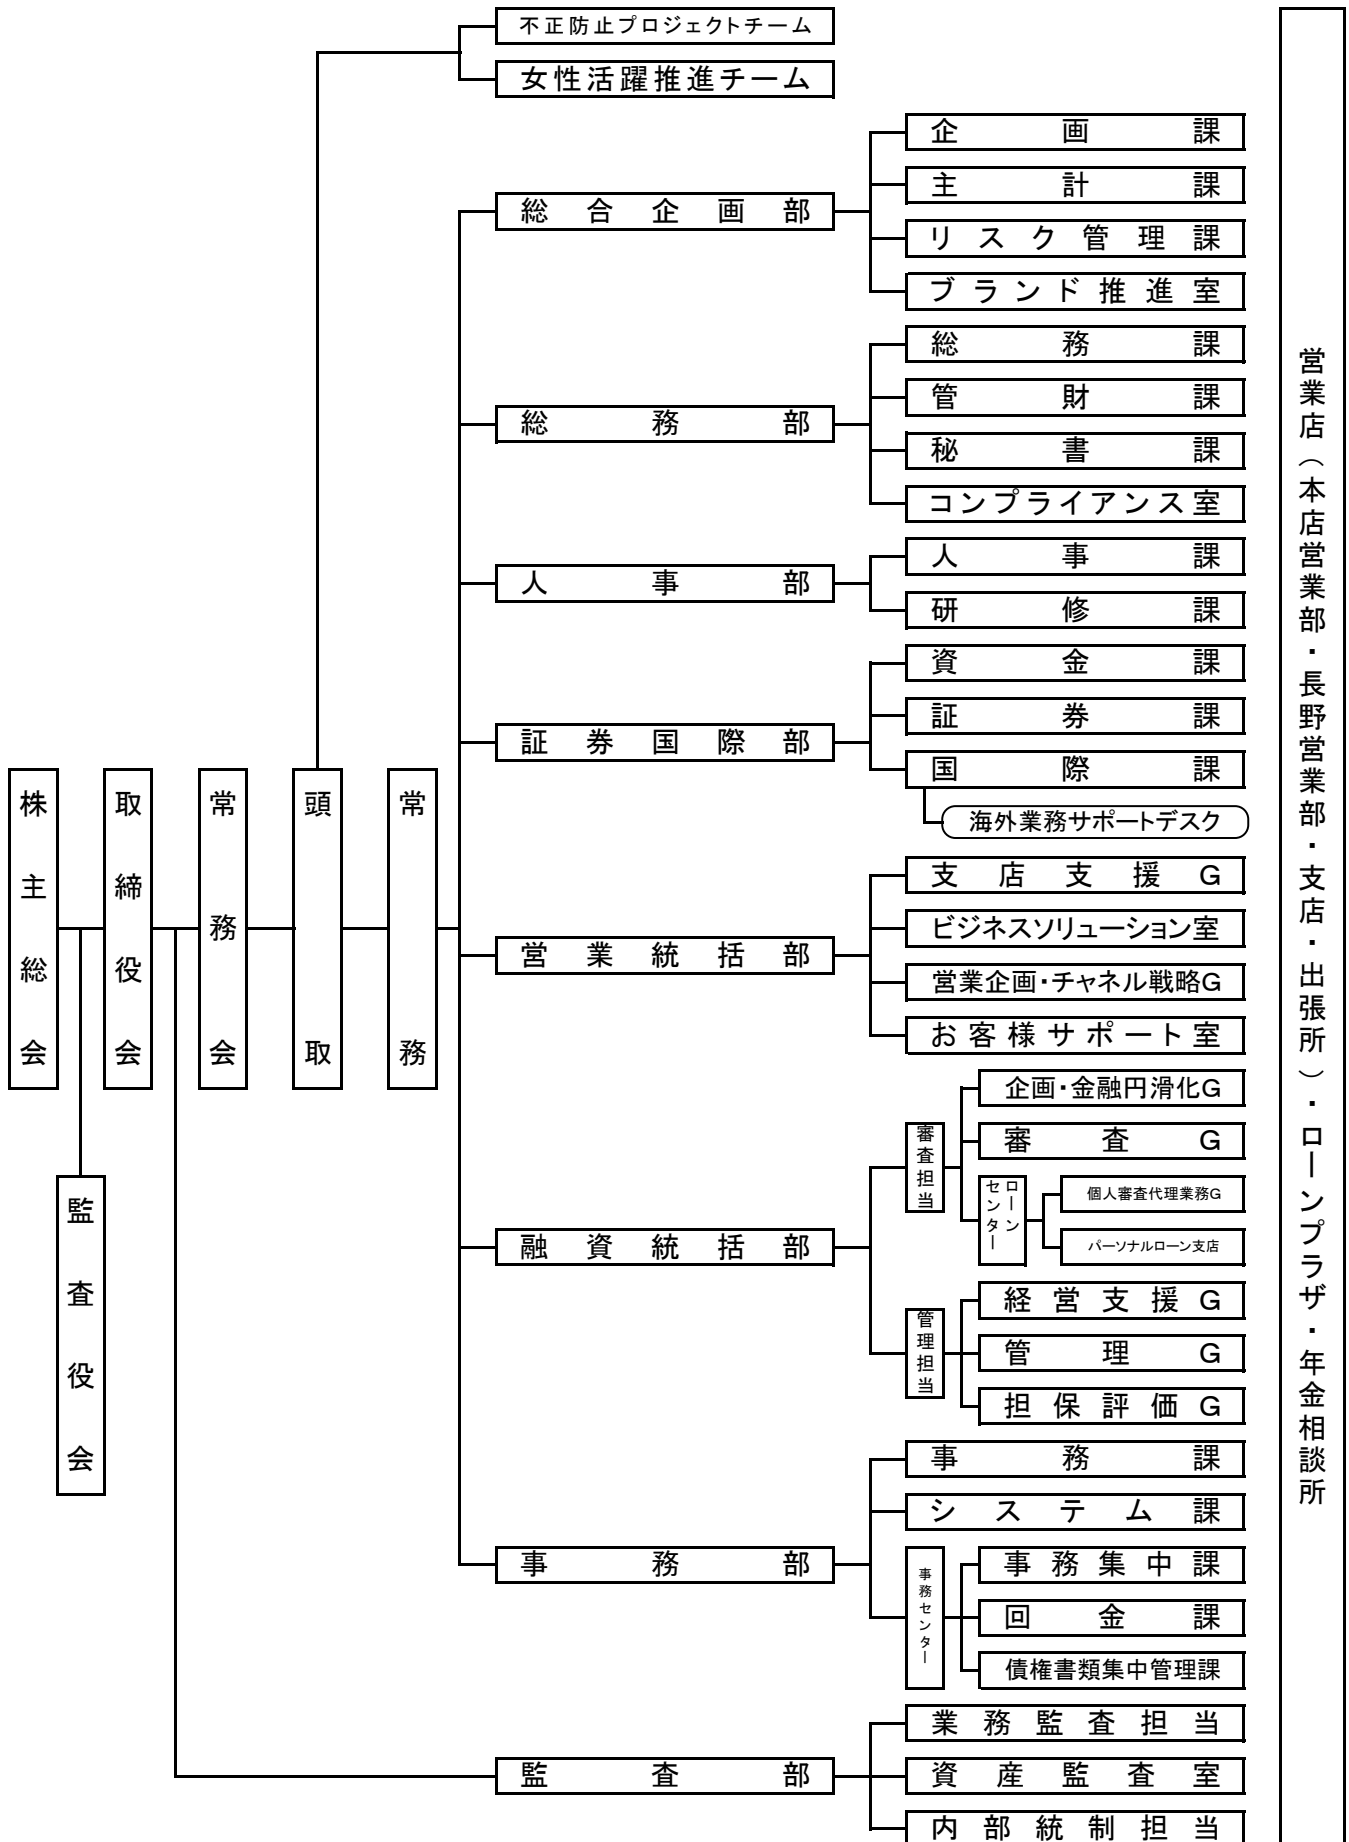 不正防止プロジェクトチーム
女性活躍推進チーム
企画課
主計課
総合企画部
リスク管理課
ブランド推進室
総務課
管財課
総務部
秘書課
コンプライアンス室
人事課
人事部
研修課
資金課
証券課
証券国際部
国際課
海外業務サポートデスク
株主総会
取締役会
常務会
頭取
常務
監査役会
支店支援G
ビジネスソリューション室
営業統括部
営業企画・チャネル戦略G
お客様サポート室
企画・金融円滑化G
審査担当
審査G
ローン
センター
個人審査代理業務G
パーソナルローン支店
融資統括部
経営支援G
管理担当
管理G
担保評価G
事務課
システム課
事務部
事務センター
事務集中課
回金課
債権書類集中管理課
業務監査担当
監査部
資産監査室
内部統制担当
営業店（本店営業部・長野営業部・支店・出張所）・ローンプラザ・年金相談所